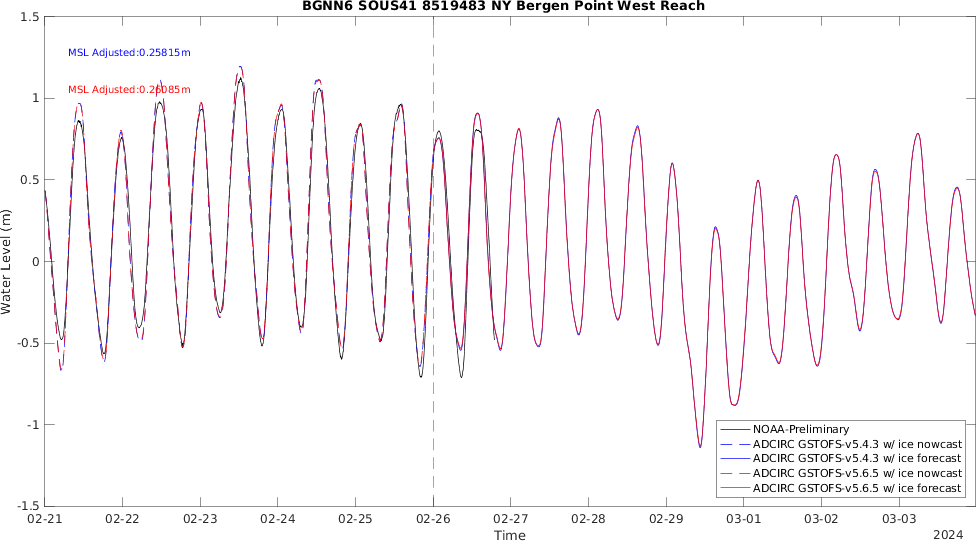 BGNN6 SOUS41 8519483 NY Bergen Point West Reach
1.5
MSL Adjusted:0.25815m
1
MSL Adjusted:0.26085m
0.5
0
-0.5
-1
-1.5
Water Level (m)
NOAA-Preliminary
ADCIRC GSTOFS-v5.4.3 w/ ice nowcast
ADCIRC GSTOFS-v5.4.3 w/ ice forecast
ADCIRC GSTOFS-v5.6.5 w/ ice nowcast
ADCIRC GSTOFS-v5.6.5 w/ ice forecast
02-21 02-22 02-23 02-24 02-25 02-26 02-27 02-28 02-29 03-01 03-02 03-03
Time
2024